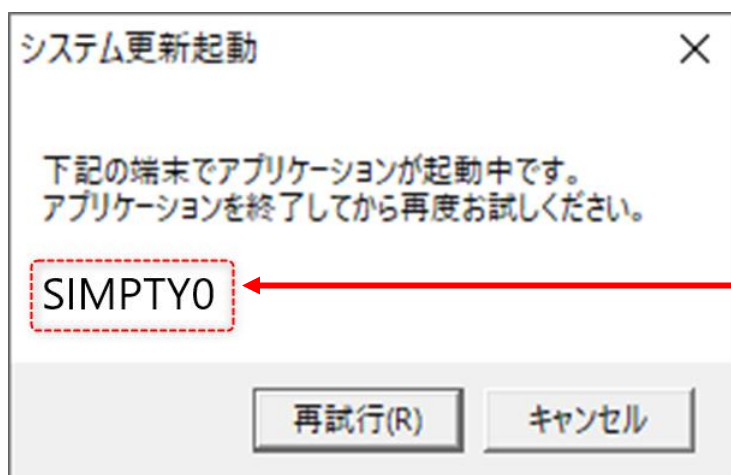 システム更新起動
下記の端末でアプリケーションが起動中です。
アプリケーションを終了してから再度お試しください。
SIMPTY0
再試行(R)
キャンセル